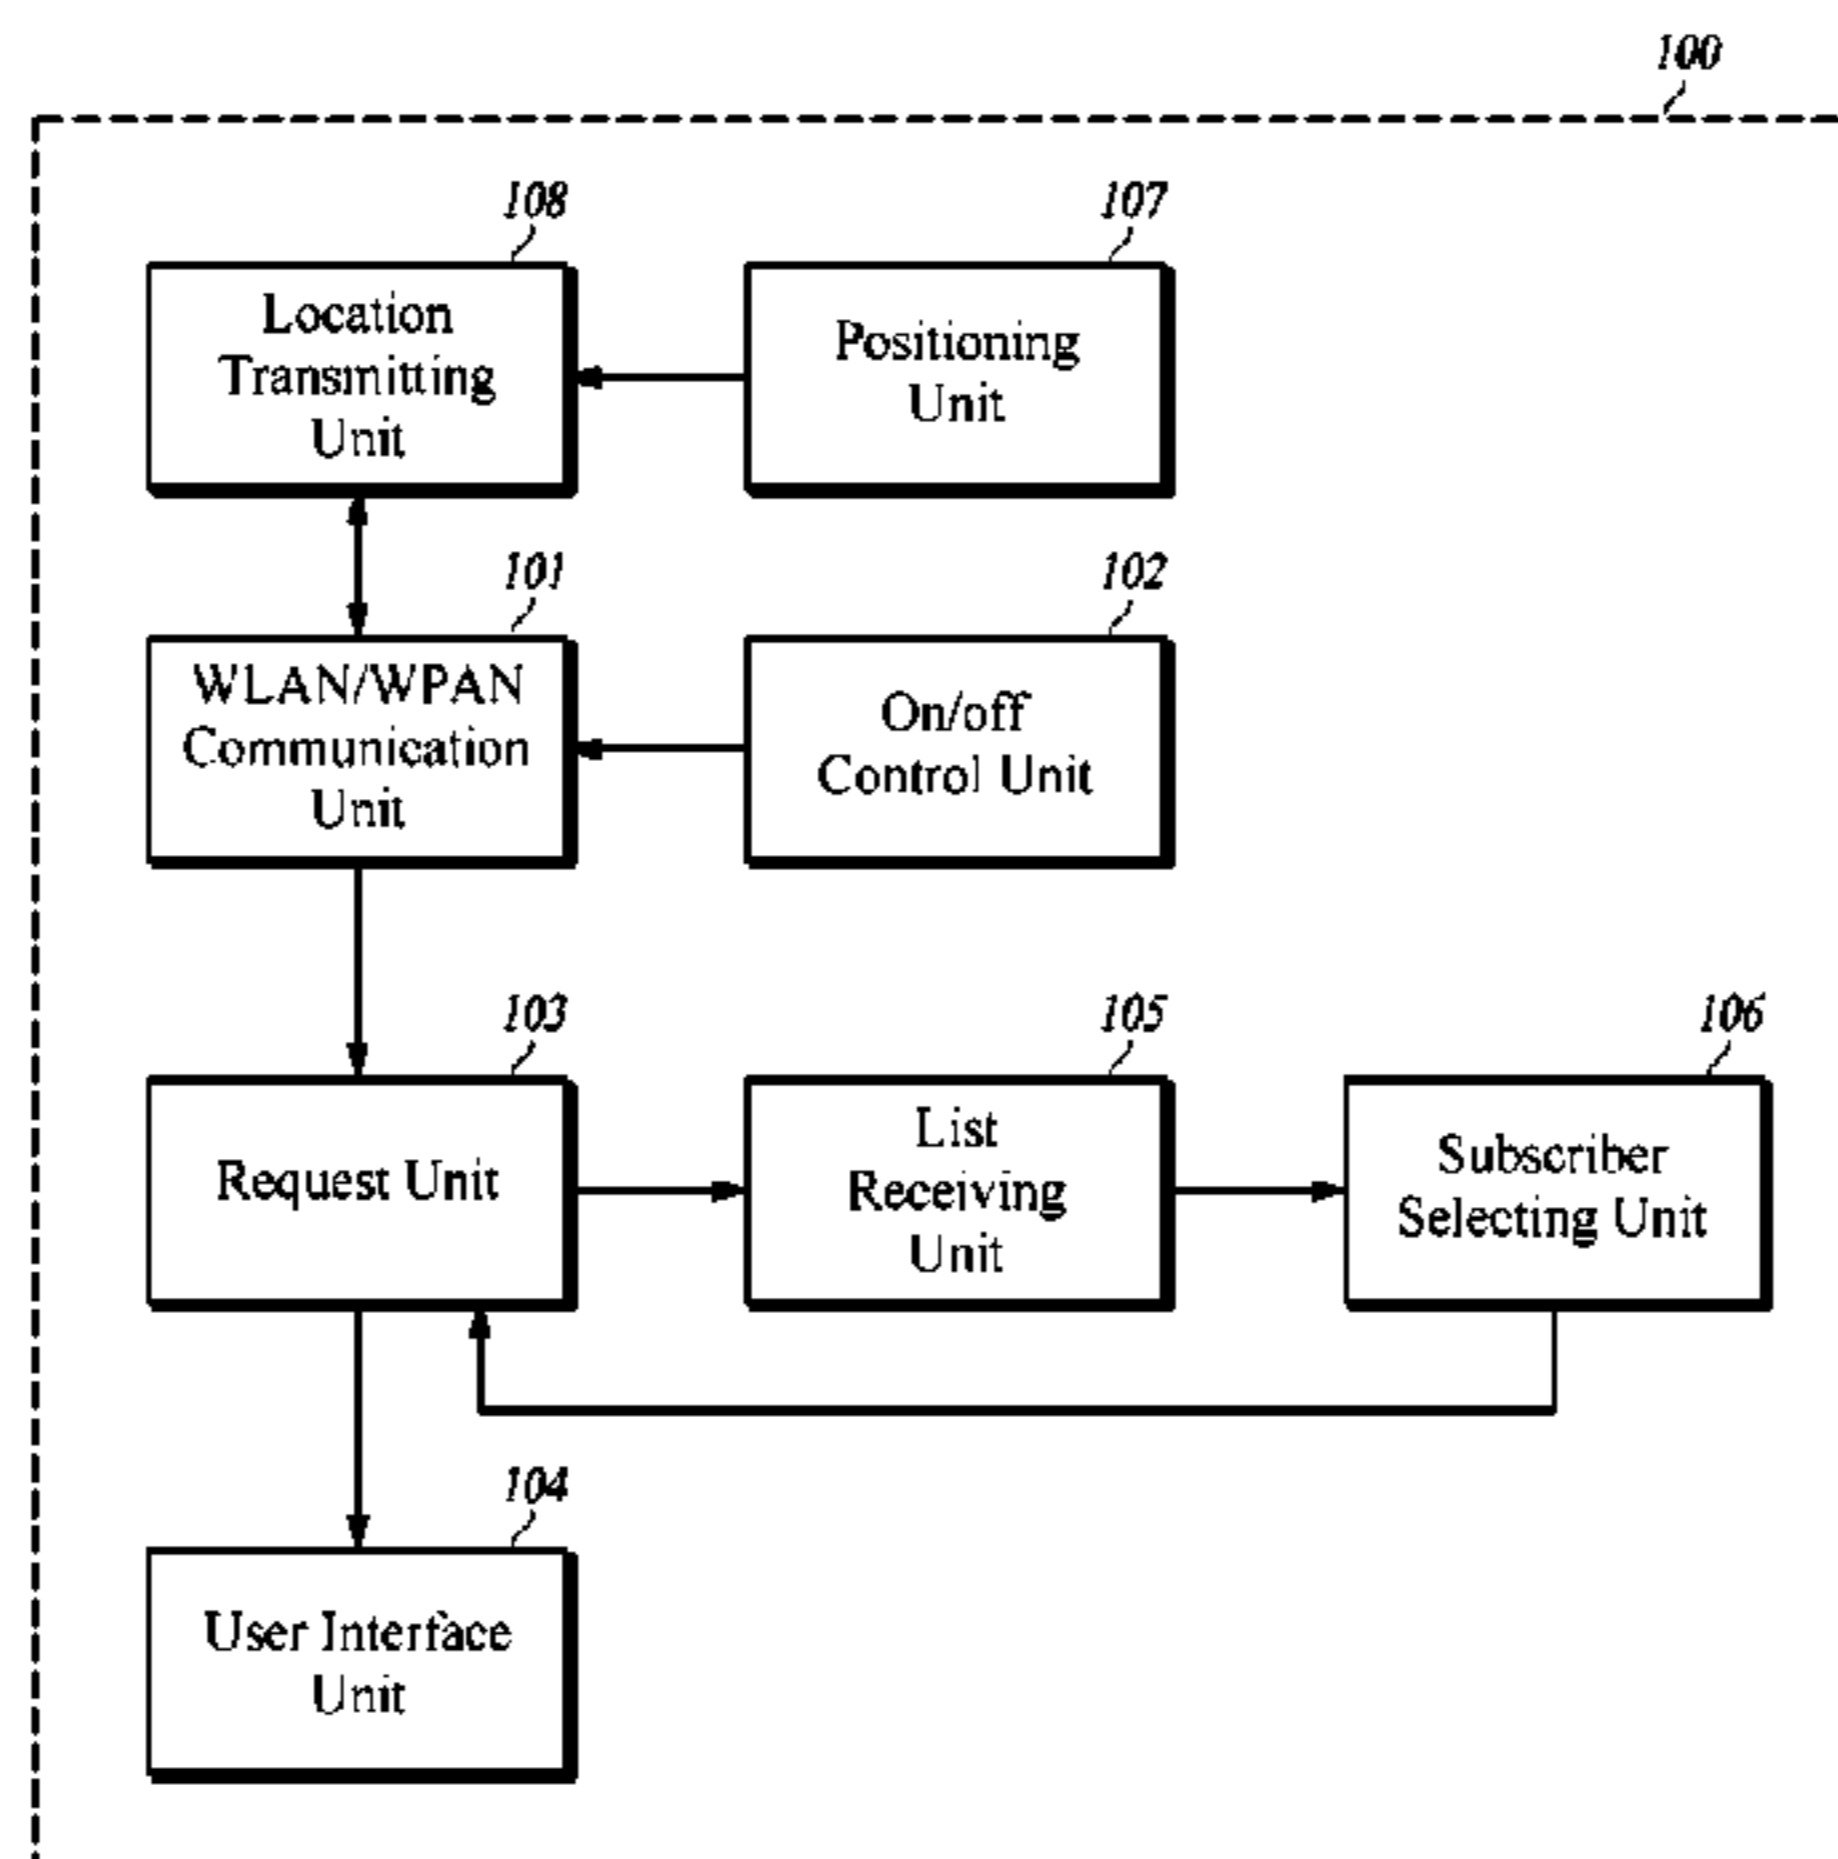 100
108
107
Location
Transmitting
Unit
Positioning
Unit
101
102
WLAN/WPAN
Communication
Unit
On/off
Control Unit
103
105
106
Request Unit
List
Receiving
Unit
Subscriber
Selecting Unit
104
User Interface
Unit